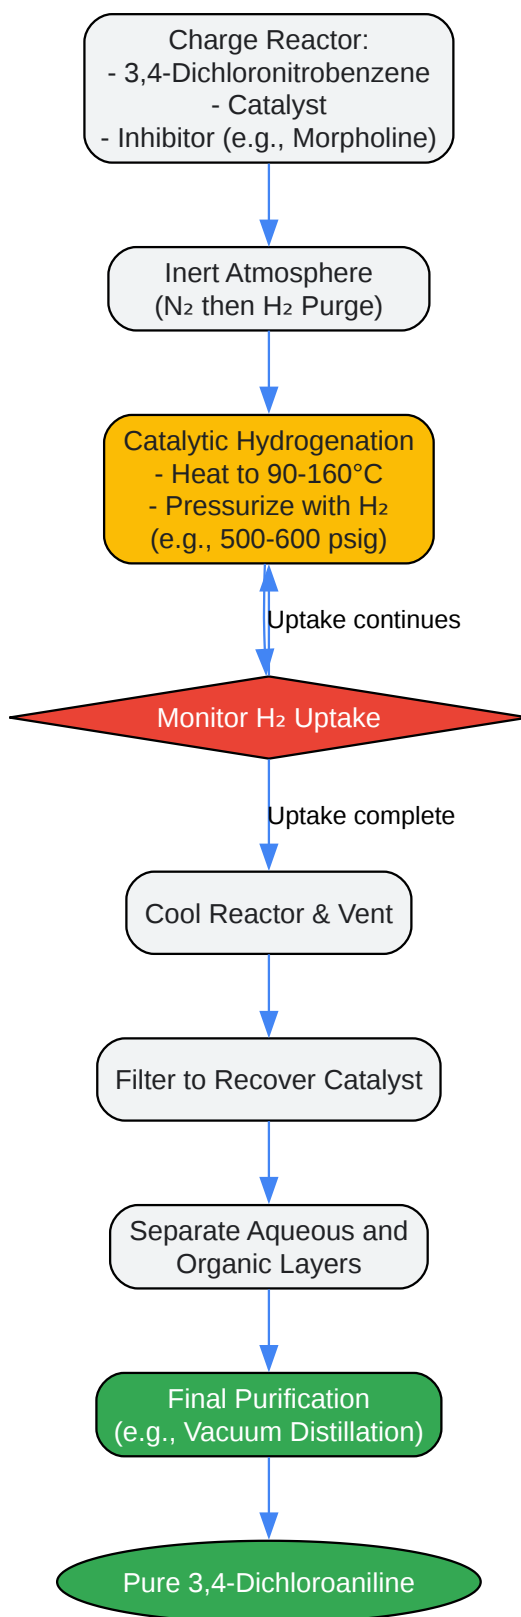 Charge Reactor:
- 3,4-Dichloronitrobenzene
- Catalyst
- Inhibitor (e.g., Morpholine)
Inert Atmosphere
(N₂ then H₂ Purge)
Catalytic Hydrogenation
- Heat to 90-160°C
- Pressurize with H₂
(e.g., 500-600 psig)
Uptake continues
Monitor H₂ Uptake
Uptake complete
Cool Reactor & Vent
Filter to Recover Catalyst
Separate Aqueous and
Organic Layers
Final Purification
(e.g., Vacuum Distillation)
Pure 3,4-Dichloroaniline